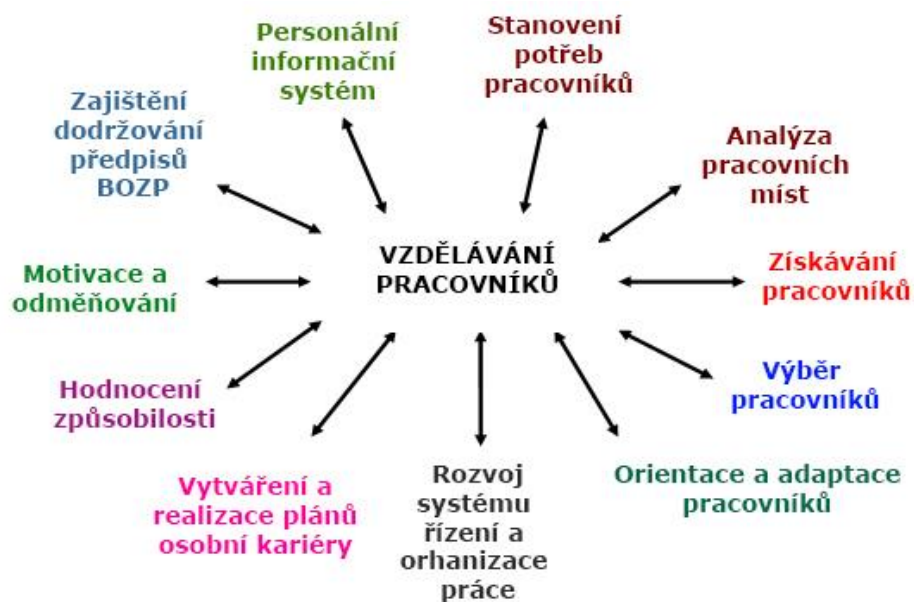 Personální
informační
systém
Stanovení
potřeb
pracovníků
Zajištění
dodržování
předpisů
BOZP
Analýza
pracovních
míst
VZDĚLÁVÁNÍ
PRACOVNÍKŮ
Motivace a
odměňování
Získávání
pracovníků
Hodnocení
způsobilosti
Výběr
pracovníků
Vytváření a
realizace plánů
osobní kariéry
Rozvoj
systému
řízení a
orhanizace
práce
Orientace a adaptace
pracovníků